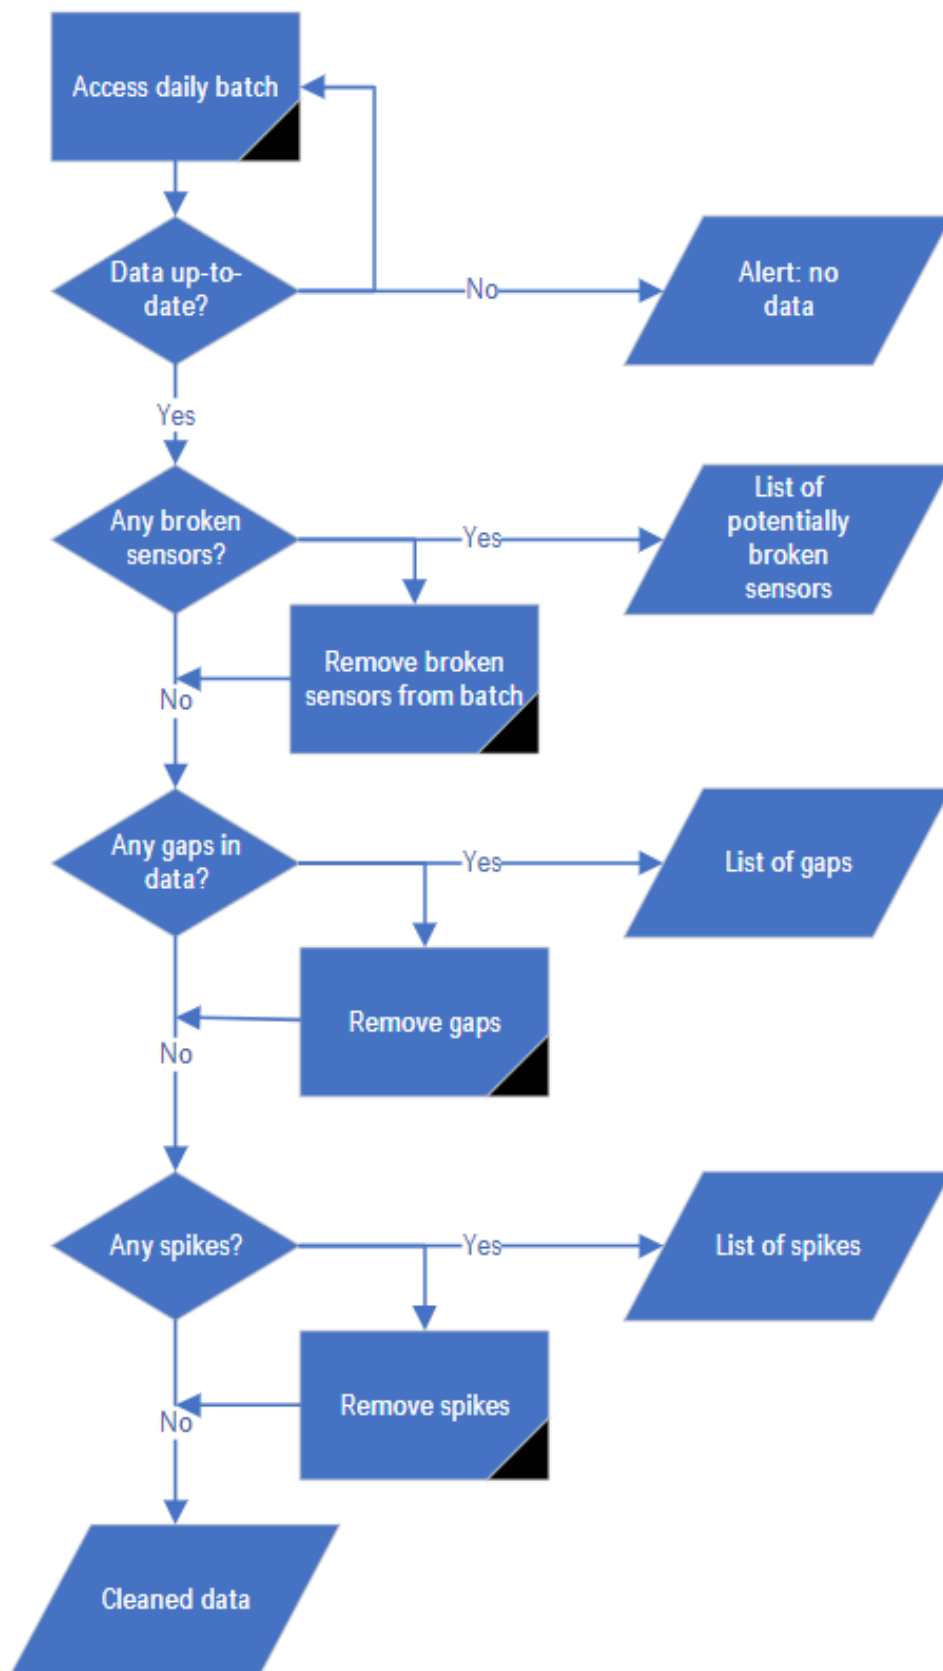 Access daily batch
Data up-to-
date?
No
Alert: no
data
Yes
Any broken
sensors?
Yes
List of
potentially
broken
sensors
Remove broken
sensors from batch
No
Any gaps in
data?
Yes
List of gaps
Remove gaps
No
Any spikes?
Yes
List of spikes
Remove spikes
No
Cleaned data